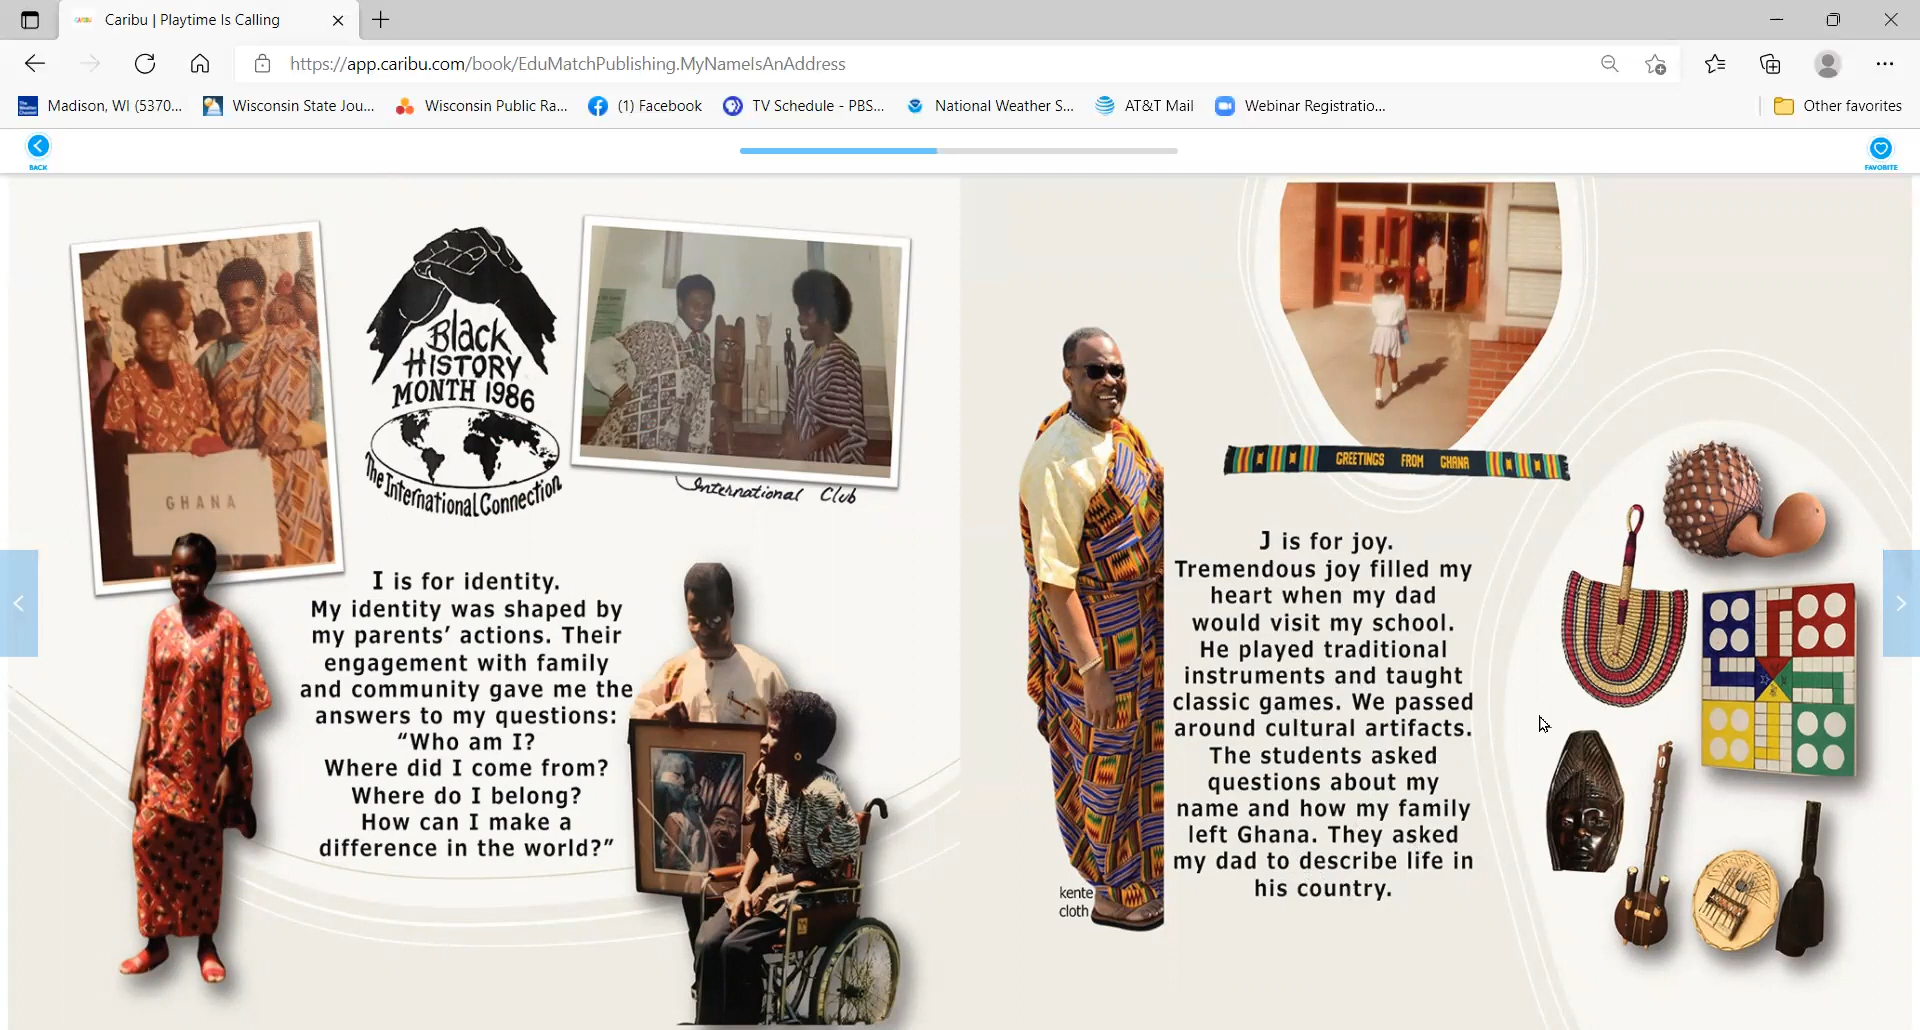 Caribu | Playtime Is Calling
https://app.caribu.com/book/EduMatchPublishing.MyNameIsAnAddress
Madison, WI (5370...
Wisconsin State Jou...
Wisconsin Public Ra...
(1) Facebook
TV Schedule - PBS...
National Weather S...
AT&T Mail
Webinar Registratio...
Other favorites
BACK
FAVORITE
GHANA
Black
HISTORY
MONTH 1986
The International Connection
International Club
I is for identity.
My identity was shaped by
my parents’ actions. Their
engagement with family
and community gave me the
answers to my questions:
“Who am I?
Where did I come from?
Where do I belong?
How can I make a
difference in the world?”
GREETINGS FROM GHANA
J is for joy.
Tremendous joy filled my
heart when my dad
would visit my school.
He played traditional
instruments and taught
classic games. We passed
around cultural artifacts.
The students asked
questions about my
name and how my family
left Ghana. They asked
my dad to describe life in
his country.
kente
cloth